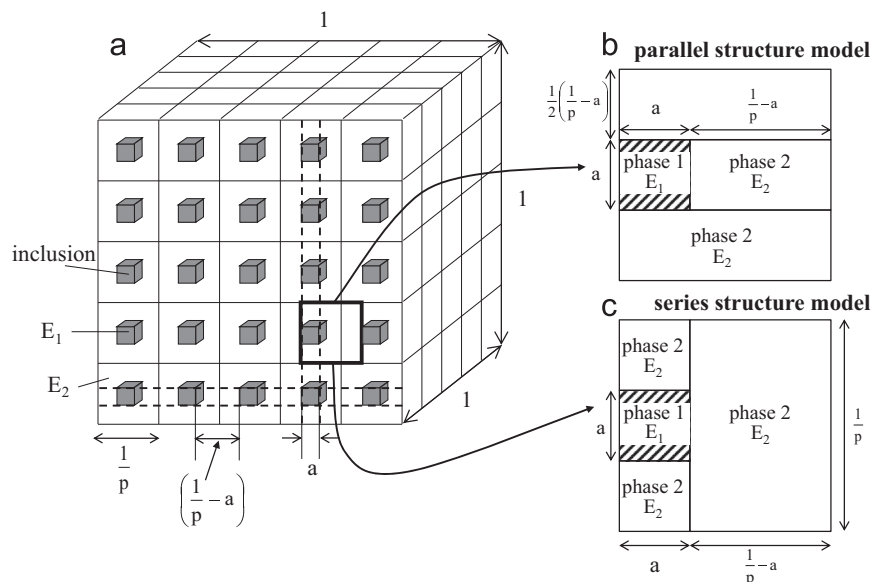 a
1
1
1
inclusion
E₁
E₂
1/p
(1/p − a)
a
b
parallel structure model
½(1/p − a)
a
1/p − a
a
phase 1
E₁
phase 2
E₂
phase 2
E₂
c
series structure model
phase 2
E₂
a
phase 1
E₁
phase 2
E₂
phase 2
E₂
1/p
a
1/p − a